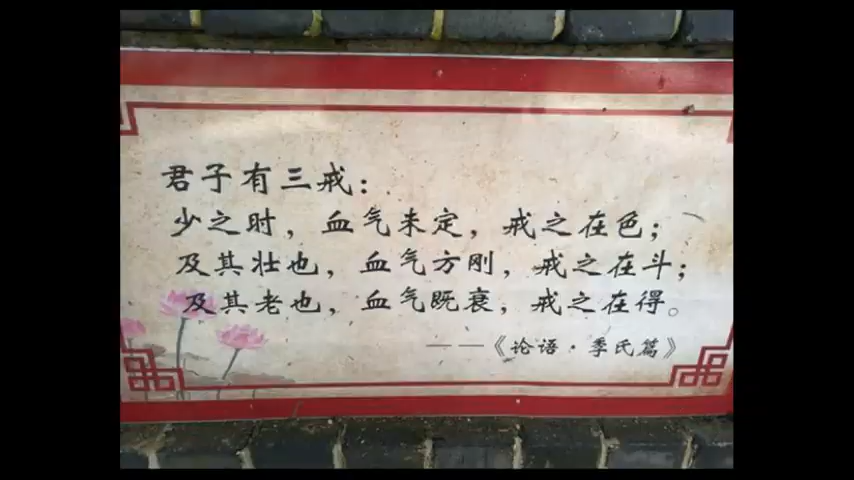 君子有三戒：
少之时，血气未定，戒之在色；
及其壮也，血气方刚，戒之在斗；
及其老也，血气既衰，戒之在得。
——《论语·季氏篇》